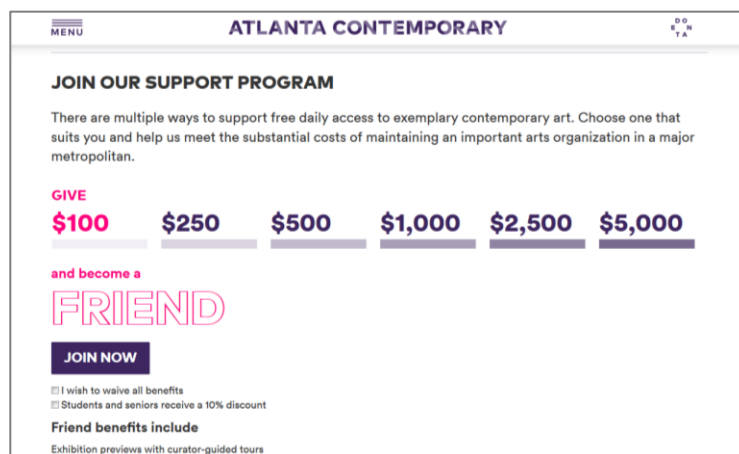 MENU
ATLANTA CONTEMPORARY
DONATE
JOIN OUR SUPPORT PROGRAM
There are multiple ways to support free daily access to exemplary contemporary art. Choose one that
suits you and help us meet the substantial costs of maintaining an important arts organization in a major
metropolitan.
GIVE
$100 $250 $500 $1,000 $2,500 $5,000
and become a
FRIEND
JOIN NOW
I wish to waive all benefits
Students and seniors receive a 10% discount
Friend benefits include
Exhibition previews with curator-guided tours